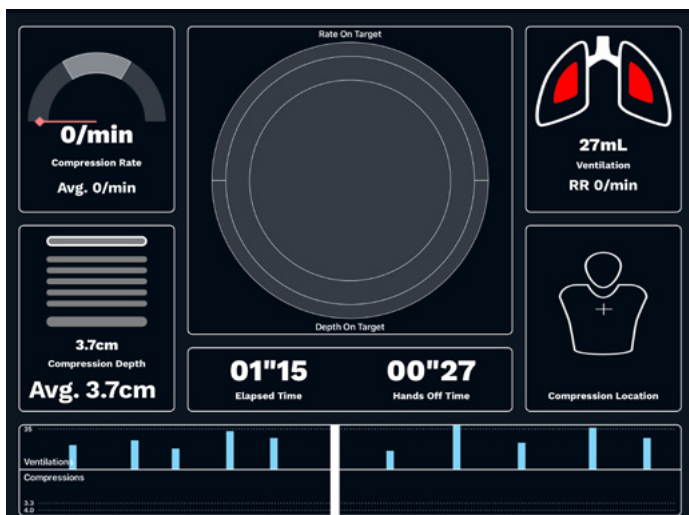 0/min
Compression Rate
Avg. 0/min
Rate On Target
Depth On Target
27mL
Ventilation
RR 0/min
3.7cm
Compression Depth
Avg. 3.7cm
01"15
Elapsed Time
00"27
Hands Off Time
Compression Location
35
Ventilations
Compressions
3.3
4.0